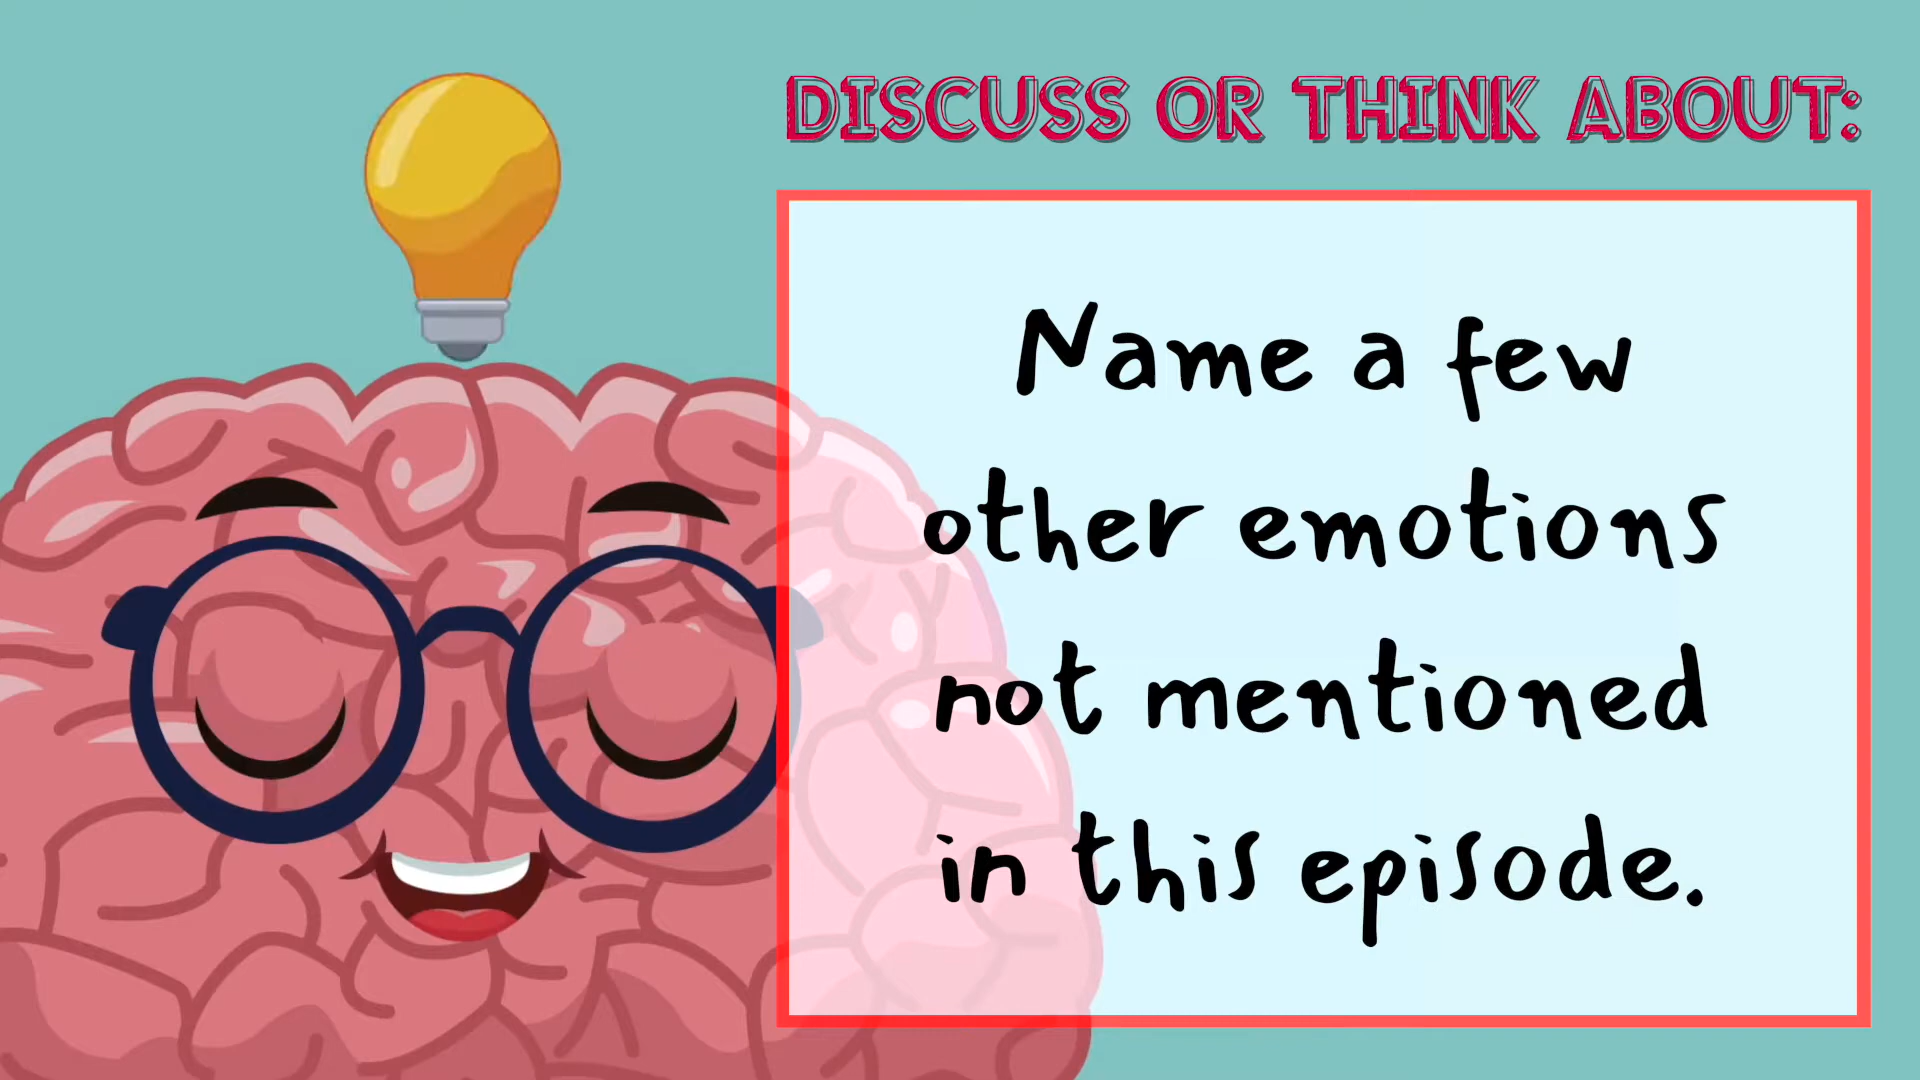 DISCUSS OR THINK ABOUT:
Name a few
other emotions
not mentioned
in this episode.